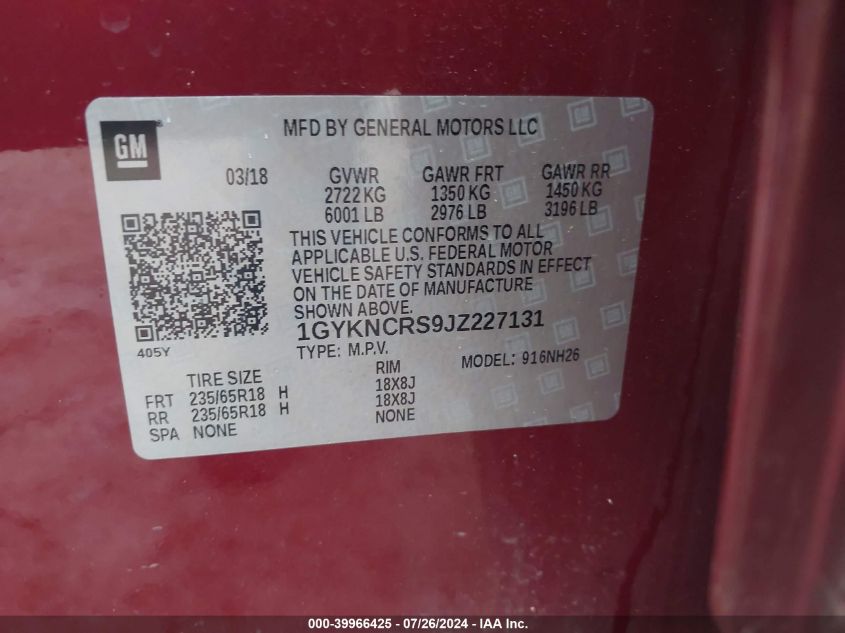 GM
MFD BY GENERAL MOTORS LLC
03/18 GVWR GAWR FRT GAWR RR
2722 KG 1350 KG 1450 KG
6001 LB 2976 LB 3196 LB
THIS VEHICLE CONFORMS TO ALL
APPLICABLE U.S. FEDERAL MOTOR
VEHICLE SAFETY STANDARDS IN EFFECT
ON THE DATE OF MANUFACTURE
SHOWN ABOVE.
1GYKNCRS9JZ227131
405Y
TYPE: M.P.V. MODEL: 916NH26
TIRE SIZE RIM
FRT 235/65R18 H 18X8J
RR 235/65R18 H 18X8J
SPA NONE NONE
000-39966425 - 07/26/2024 - IAA Inc.